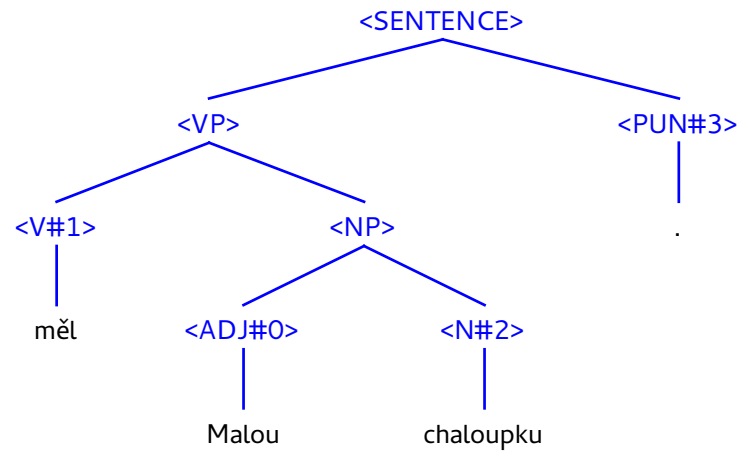 <SENTENCE>
<VP> <PUN#3>
<V#1> <NP> .
měl <ADJ#0> <N#2>
Malou chaloupku